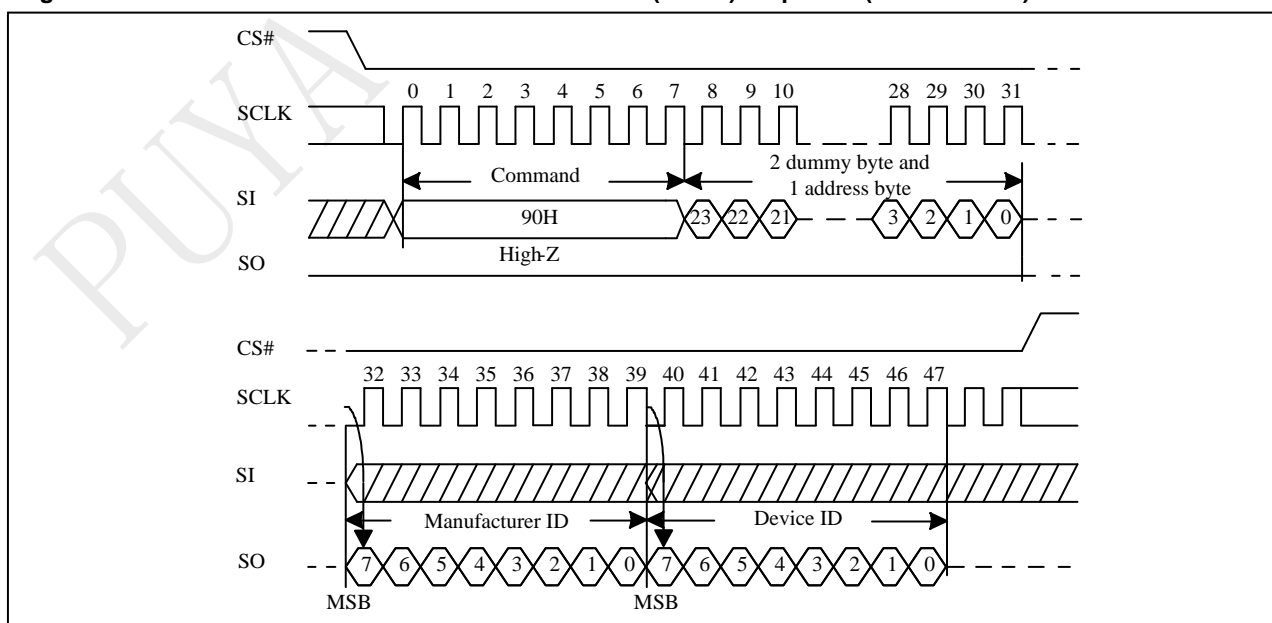 CS#
0 1 2 3 4 5 6 7 8 9 10 28 29 30 31
SCLK
Command
2 dummy byte and
1 address byte
SI
90H
23 22 21 3 2 1 0
High-Z
SO
PUYA
CS#
32 33 34 35 36 37 38 39 40 41 42 43 44 45 46 47
SCLK
SI
Manufacturer ID Device ID
SO
7 6 5 4 3 2 1 0 7 6 5 4 3 2 1 0
MSB MSB